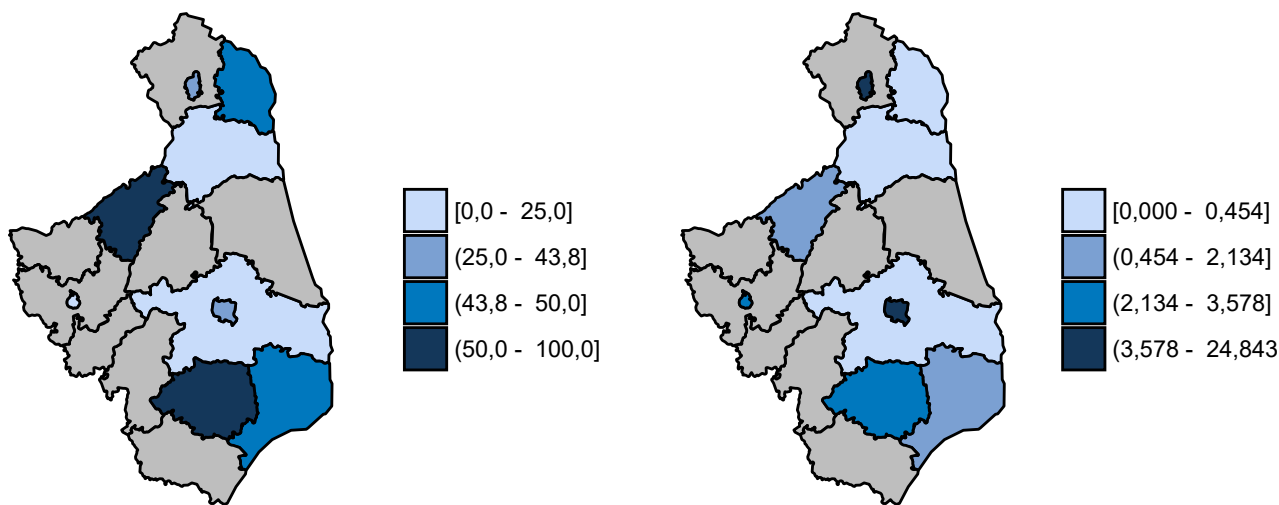 [0,0 - 25,0]
(25,0 - 43,8]
(43,8 - 50,0]
(50,0 - 100,0]
[0,000 - 0,454]
(0,454 - 2,134]
(2,134 - 3,578]
(3,578 - 24,843